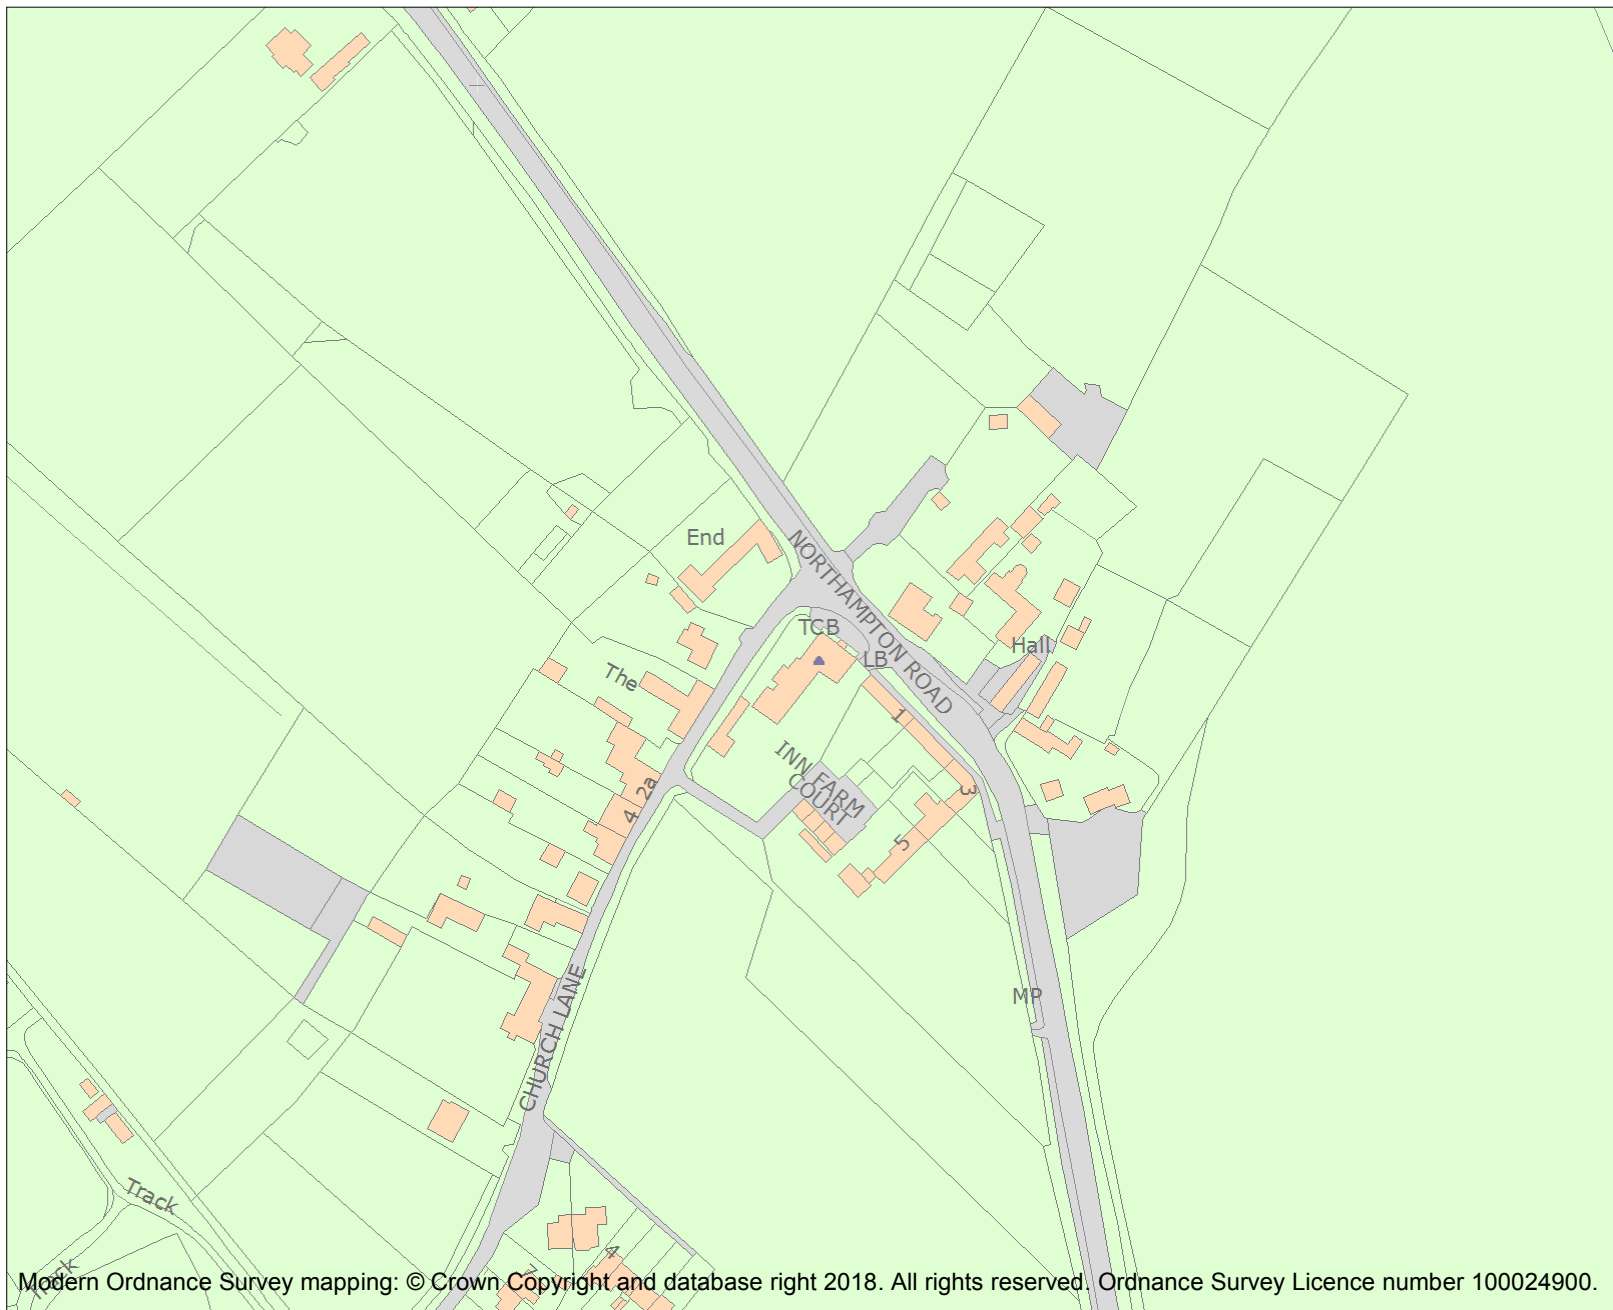 End
NORTHAMPTON ROAD
TCB
Hall
LB
The
1
INN FARM
COURT
2a
3
4
5
CHURCH LANE
MP
Track
4
7
Track
Modern Ordnance Survey mapping: © Crown Copyright and database right 2018. All rights reserved. Ordnance Survey Licence number 100024900.